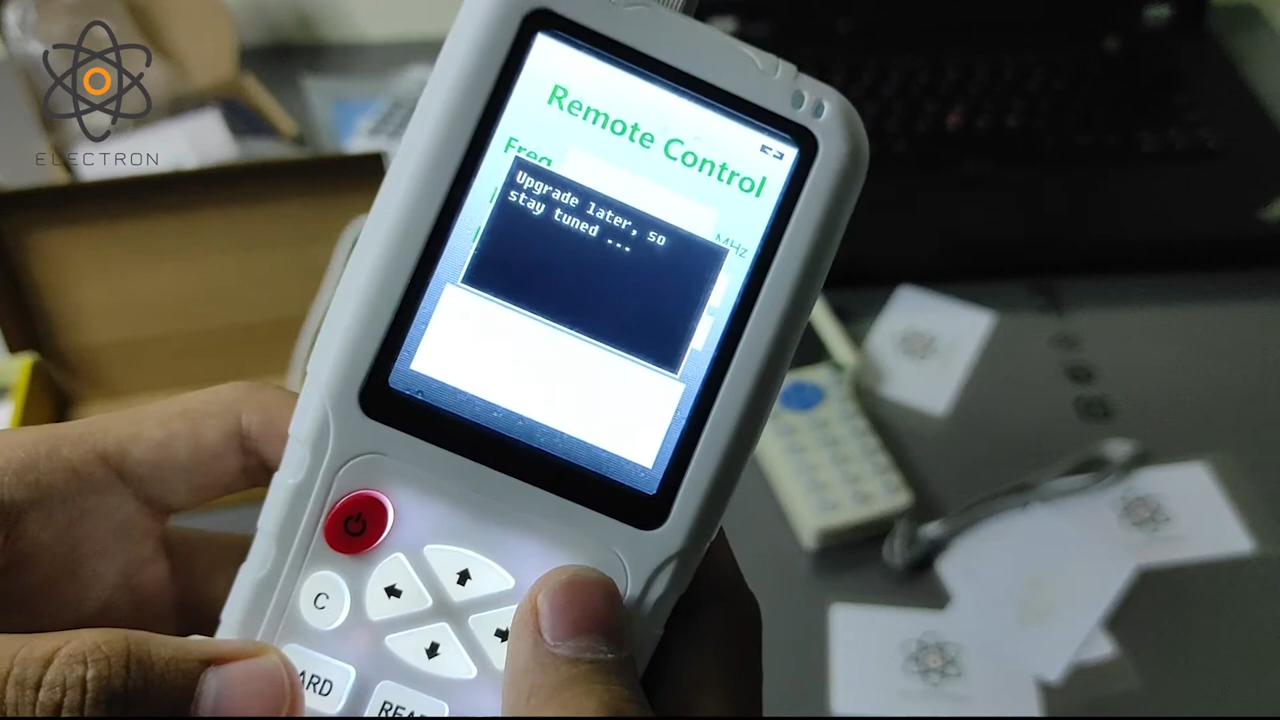 ELECTRON
Remote Control
Freq
MHz
Upgrade later, so
stay tuned ...
C
ARD
REA